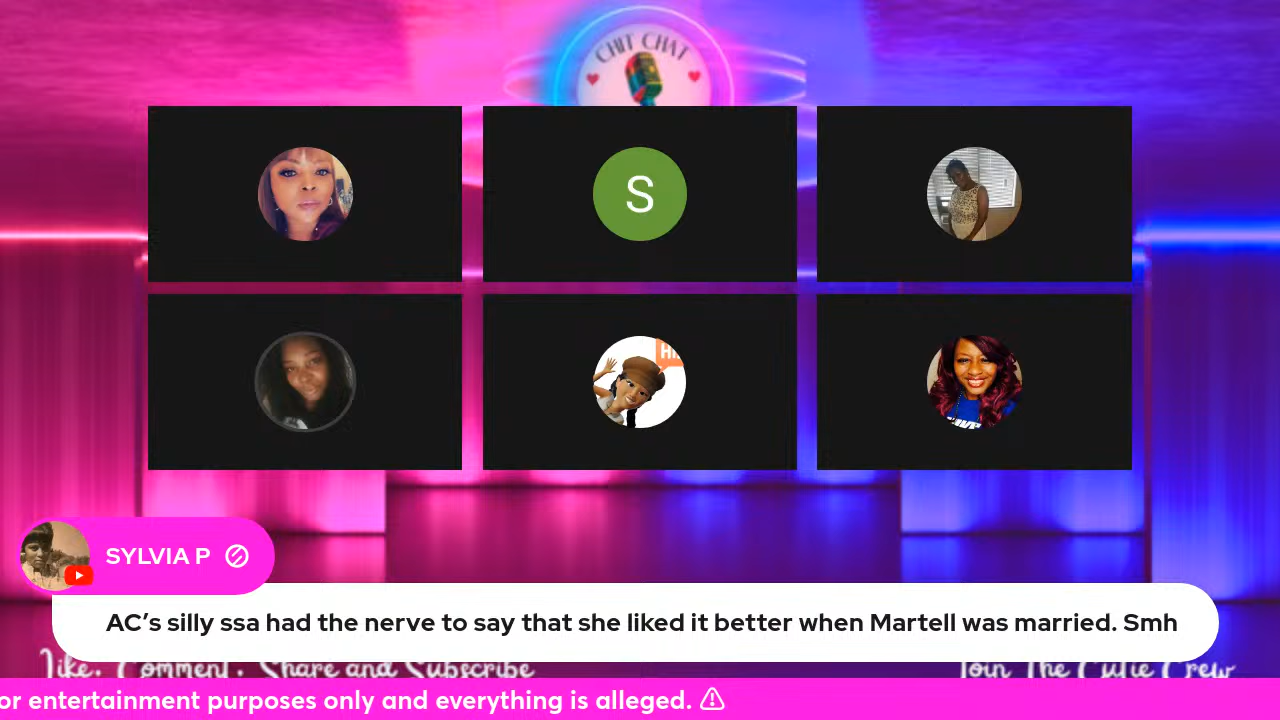 CHIT CHAT
S
HI
SYLVIA P
AC’s silly ssa had the nerve to say that she liked it better when Martell was married. Smh
Like. Comment. Share and Subscribe
Join The Cutie Crew
or entertainment purposes only and everything is alleged. ⚠